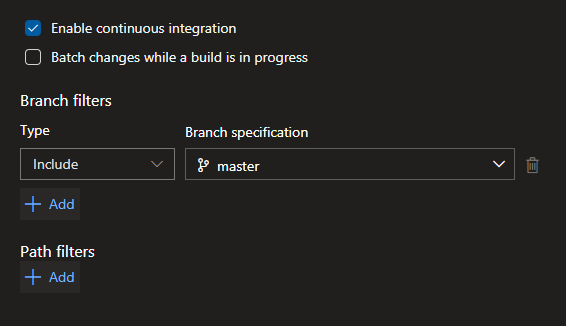 Enable continuous integration
Batch changes while a build is in progress
Branch filters
Type
Branch specification
Include
master
Add
Path filters
Add